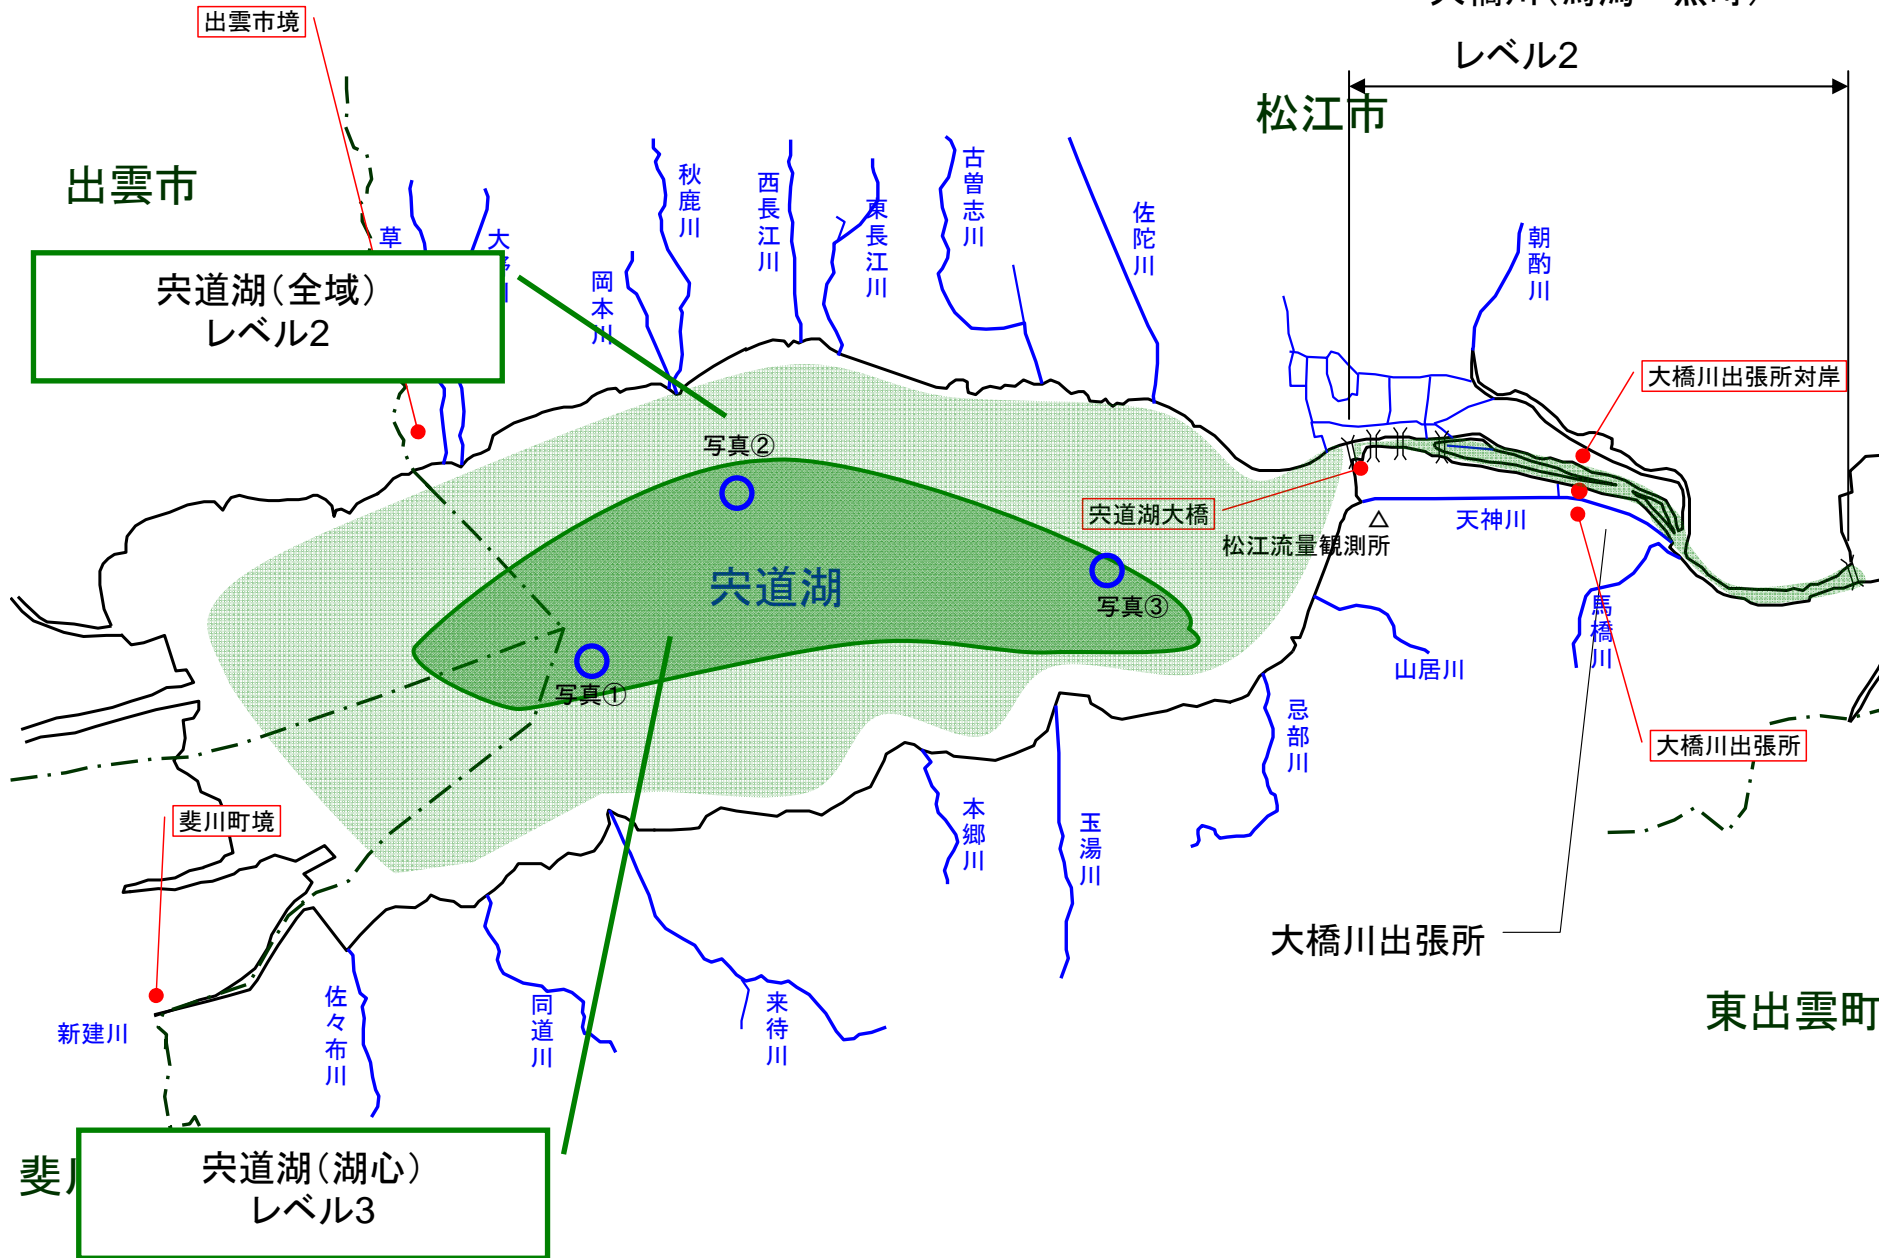 レベル2
出雲市境
松江市
出雲市
秋鹿川
西長江川
東長江川
古曽志川
佐陀川
朝酌川
草
大
岡本川
宍道湖(全域)
レベル2
大橋川出張所対岸
写真②
宍道湖大橋
天神川
松江流量観測所
宍道湖
写真③
馬橋川
山居川
写真①
忌部川
大橋川出張所
斐川町境
本郷川
玉湯川
大橋川出張所
新建川
佐々布川
同道川
来待川
東出雲町
宍道湖(湖心)
レベル3
斐